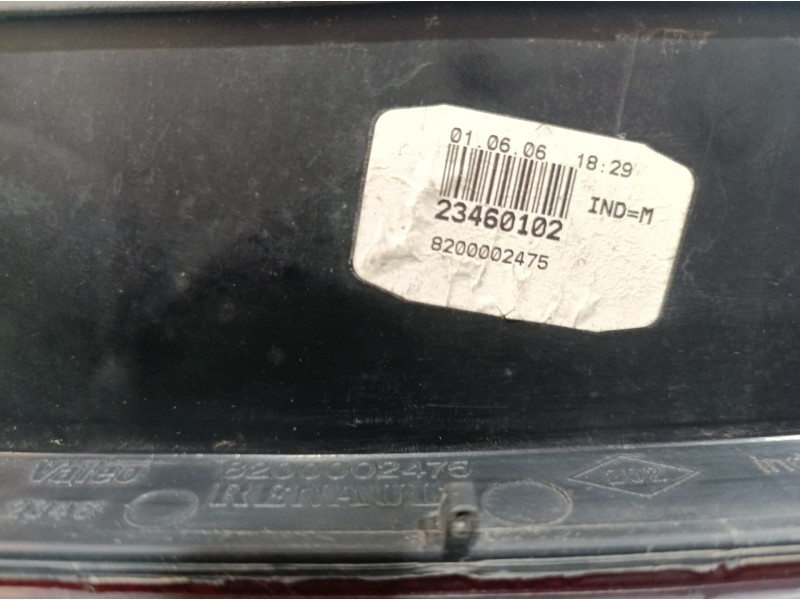 01.06.06 18:29
23460102
IND=M
8200002475
Valeo 8200002475
RENAULT